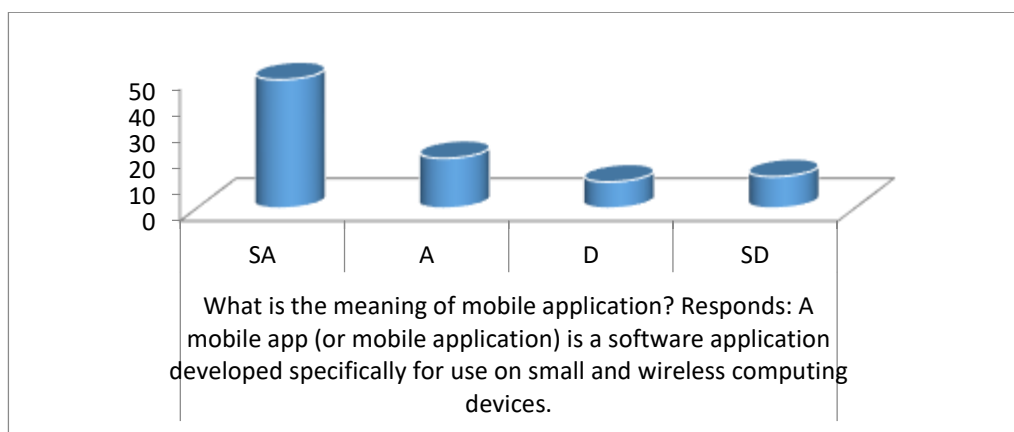 50
40
30
20
10
0
SA A D SD
What is the meaning of mobile application? Responds: A
mobile app (or mobile application) is a software application
developed specifically for use on small and wireless computing
devices.